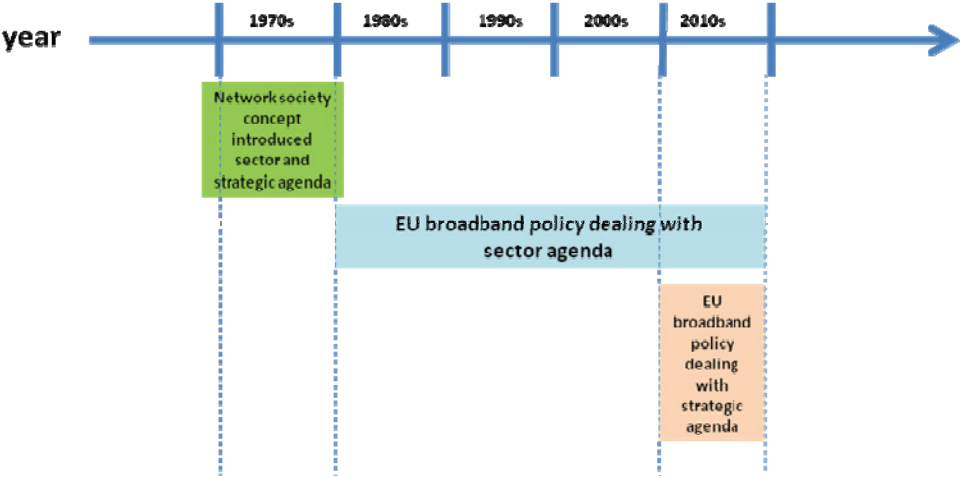 1970s 1980s 1990s 2000s 2010s
year
Network society
concept
introduced
sector and
strategic agenda
EU broadband policy dealing with
sector agenda
EU
broadband
policy
dealing
with
strategic
agenda